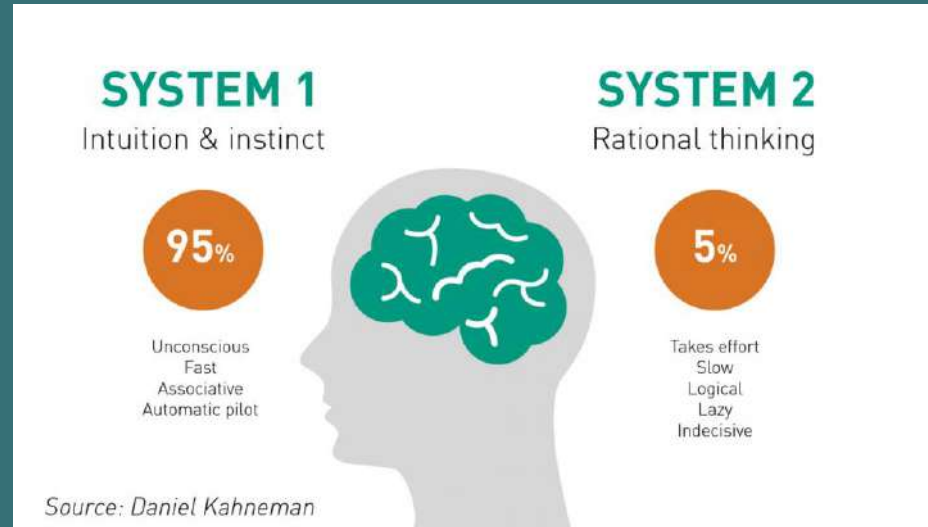 SYSTEM 1
Intuition & instinct
95%
Unconscious
Fast
Associative
Automatic pilot
SYSTEM 2
Rational thinking
5%
Takes effort
Slow
Logical
Lazy
Indecisive
Source: Daniel Kahneman